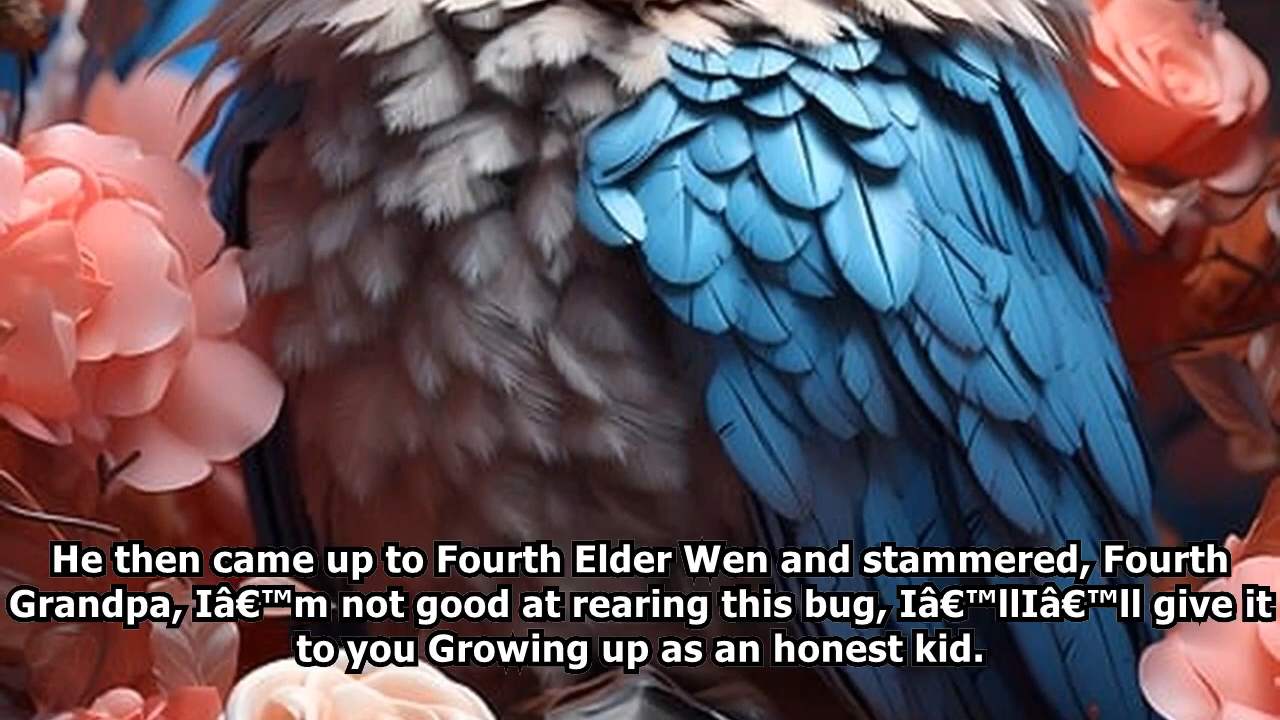 He then came up to Fourth Elder Wen and stammered, Fourth
Grandpa, Iâ€™m not good at rearing this bug, Iâ€™llIâ€™ll give it
to you Growing up as an honest kid.